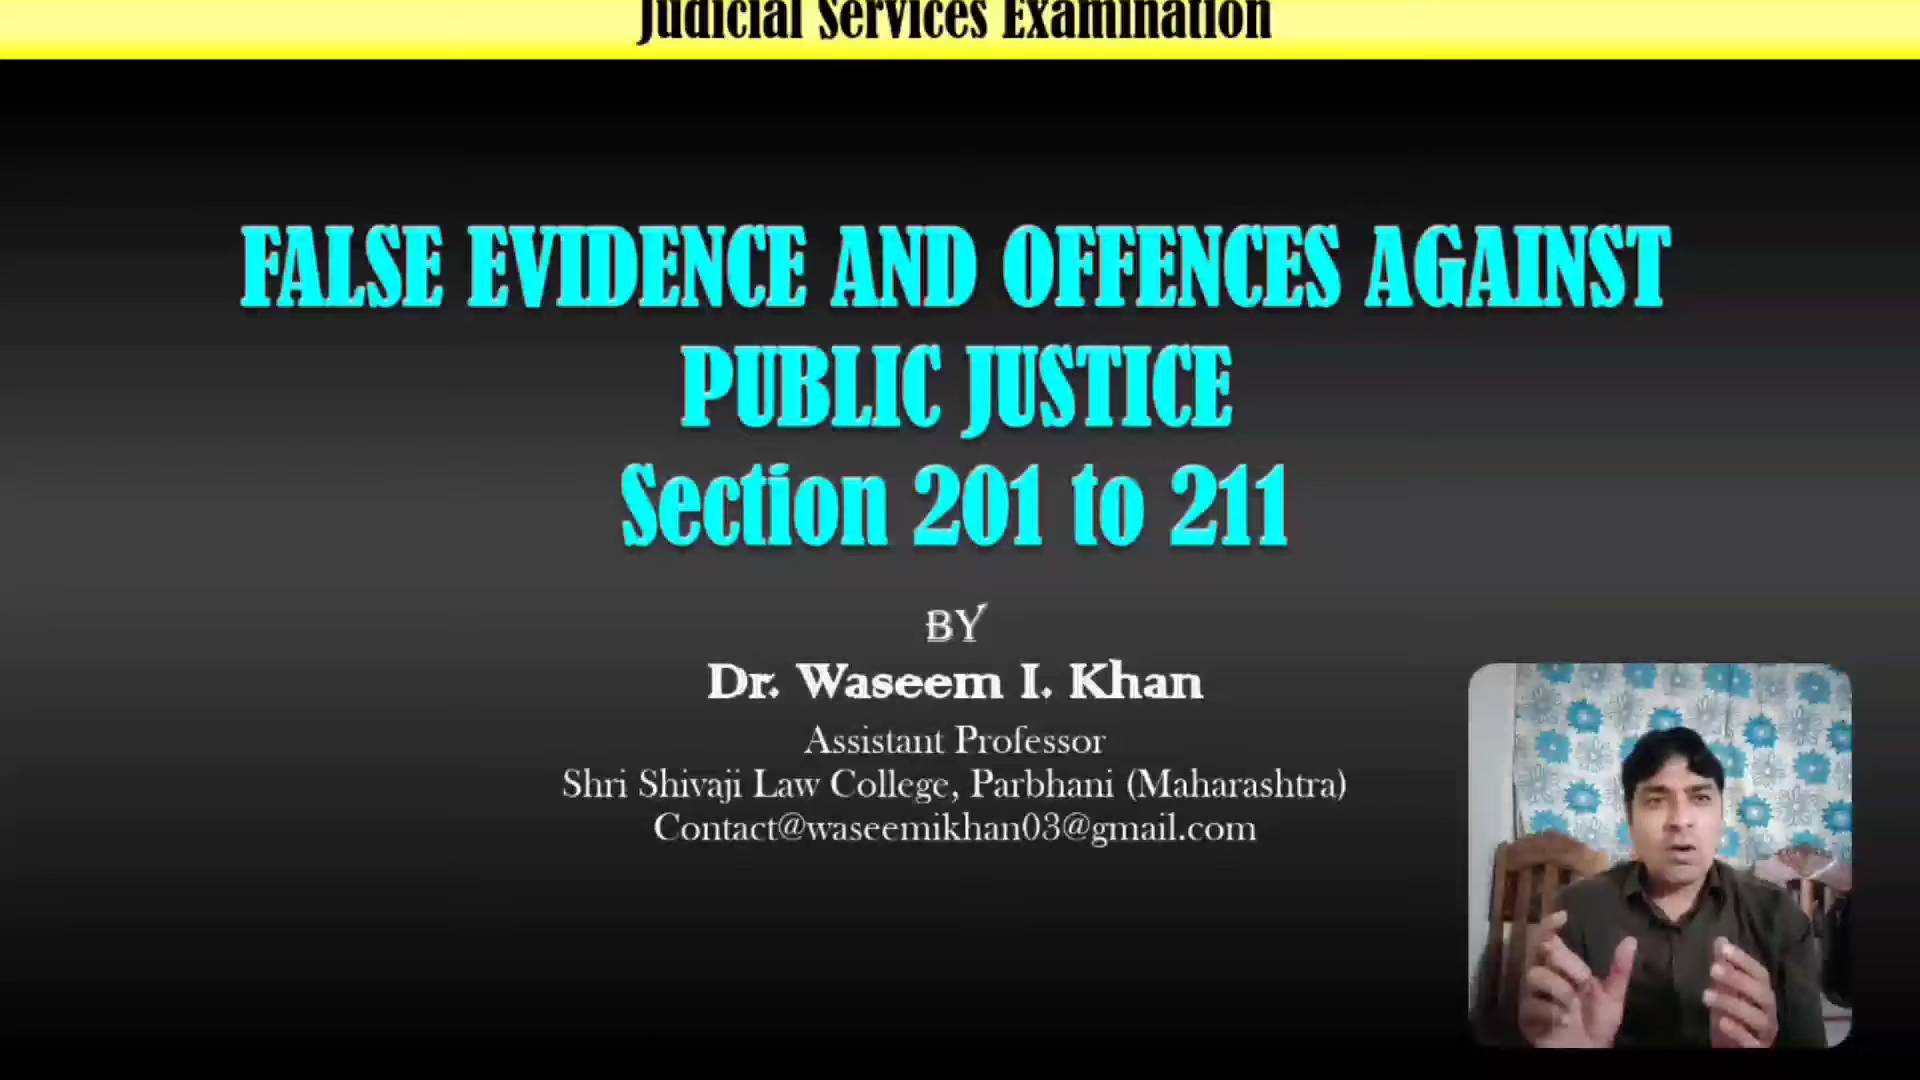 Judicial Services Examination
FALSE EVIDENCE AND OFFENCES AGAINST
PUBLIC JUSTICE
Section 201 to 211
BY
Dr. Waseem I. Khan
Assistant Professor
Shri Shivaji Law College, Parbhani (Maharashtra)
Contact@waseemikhan03@gmail.com